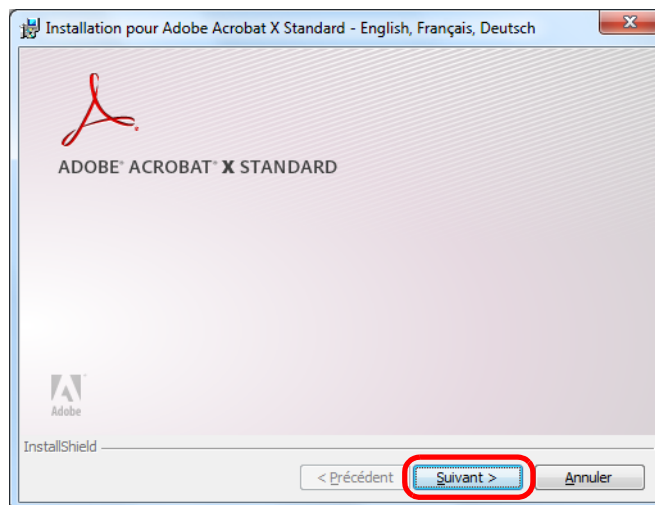 Installation pour Adobe Acrobat X Standard - English, Français, Deutsch
ADOBE® ACROBAT® X STANDARD
Adobe
InstallShield
< Précédent Suivant > Annuler